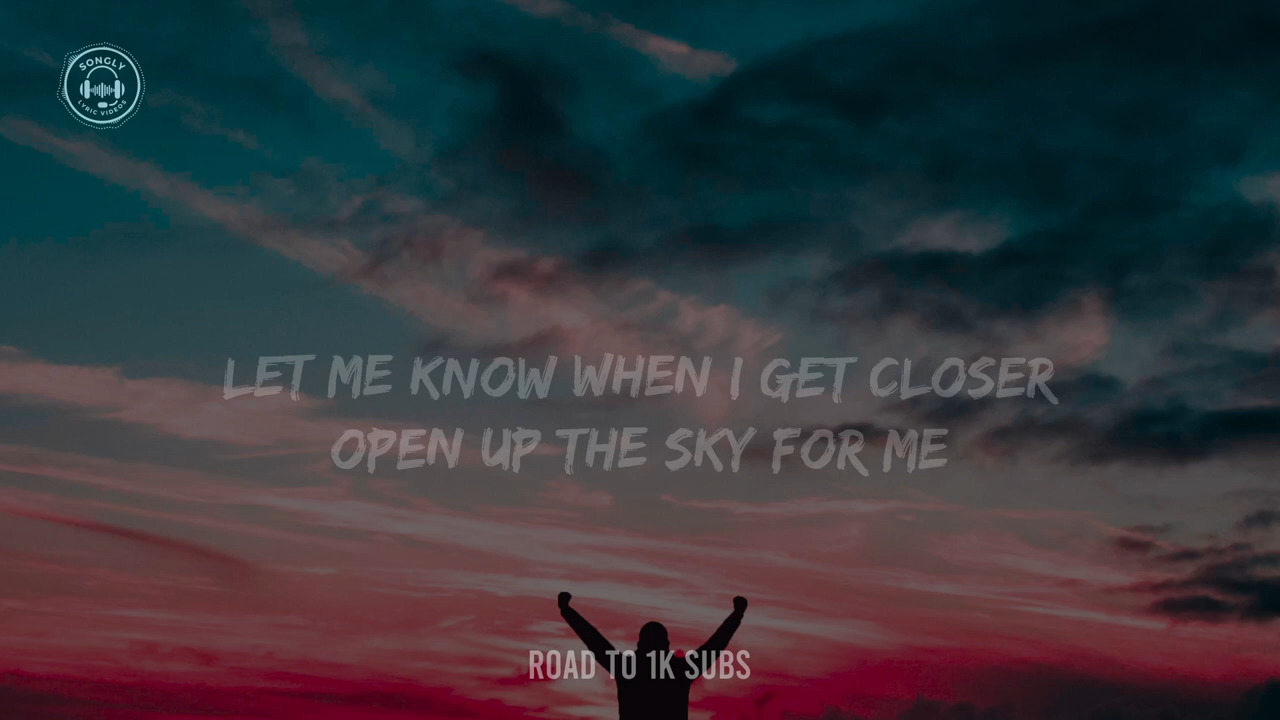 SONGLY
LYRIC VIDEOS
LET ME KNOW WHEN I GET CLOSER
OPEN UP THE SKY FOR ME
ROAD TO 1K SUBS